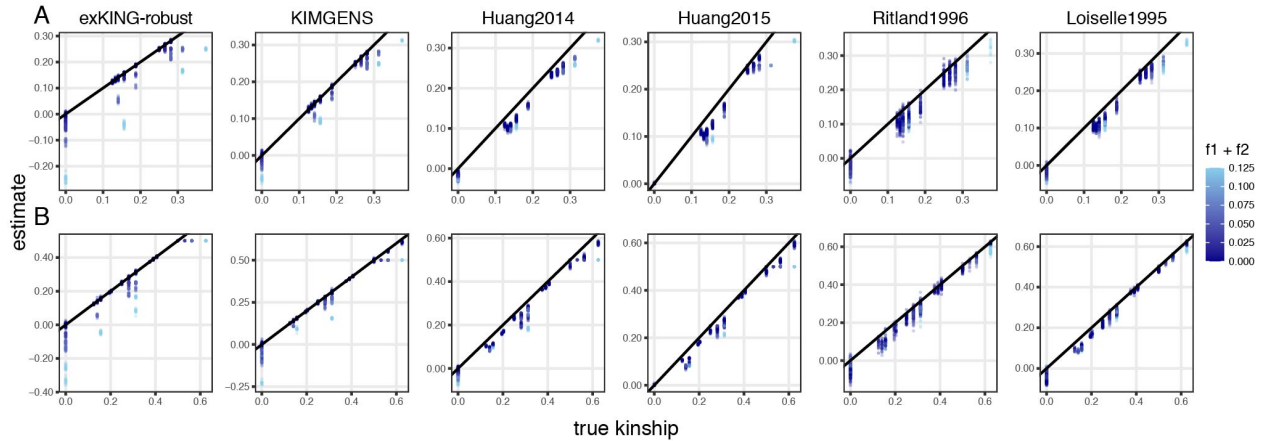 A
exKING-robust KIMGENS Huang2014 Huang2015 Ritland1996 Loiselle1995
0.30 0.20 0.10 0.00 −0.10 −0.20
0.30 0.20 0.10 0.00
0.30 0.20 0.10 0.00
0.30 0.20 0.10 0.00
0.30 0.20 0.10 0.00
0.30 0.20 0.10 0.00
0.0 0.1 0.2 0.3 0.0 0.1 0.2 0.3 0.0 0.1 0.2 0.3 0.0 0.1 0.2 0.3 0.0 0.1 0.2 0.3 0.0 0.1 0.2 0.3
estimate
B
0.40 0.20 0.00 −0.20 −0.40
0.50 0.25 0.00 −0.25
0.60 0.40 0.20 0.00
0.60 0.40 0.20 0.00
0.60 0.40 0.20 0.00
0.60 0.40 0.20 0.00
0.0 0.2 0.4 0.6 0.0 0.2 0.4 0.6 0.0 0.2 0.4 0.6 0.0 0.2 0.4 0.6 0.0 0.2 0.4 0.6 0.0 0.2 0.4 0.6
true kinship
f1 + f2
0.125
0.100
0.075
0.050
0.025
0.000